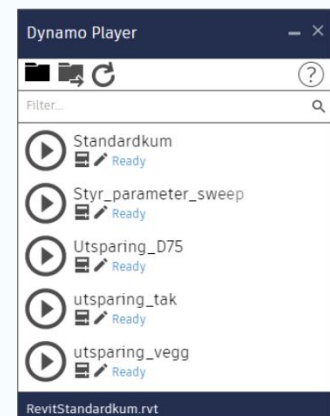 Dynamo Player
?
Filter...
Standardkum
Ready
Styr_parameter_sweep
Ready
Utsparing_D75
Ready
utsparing_tak
Ready
utsparing_vegg
Ready
RevitStandardkum.rvt